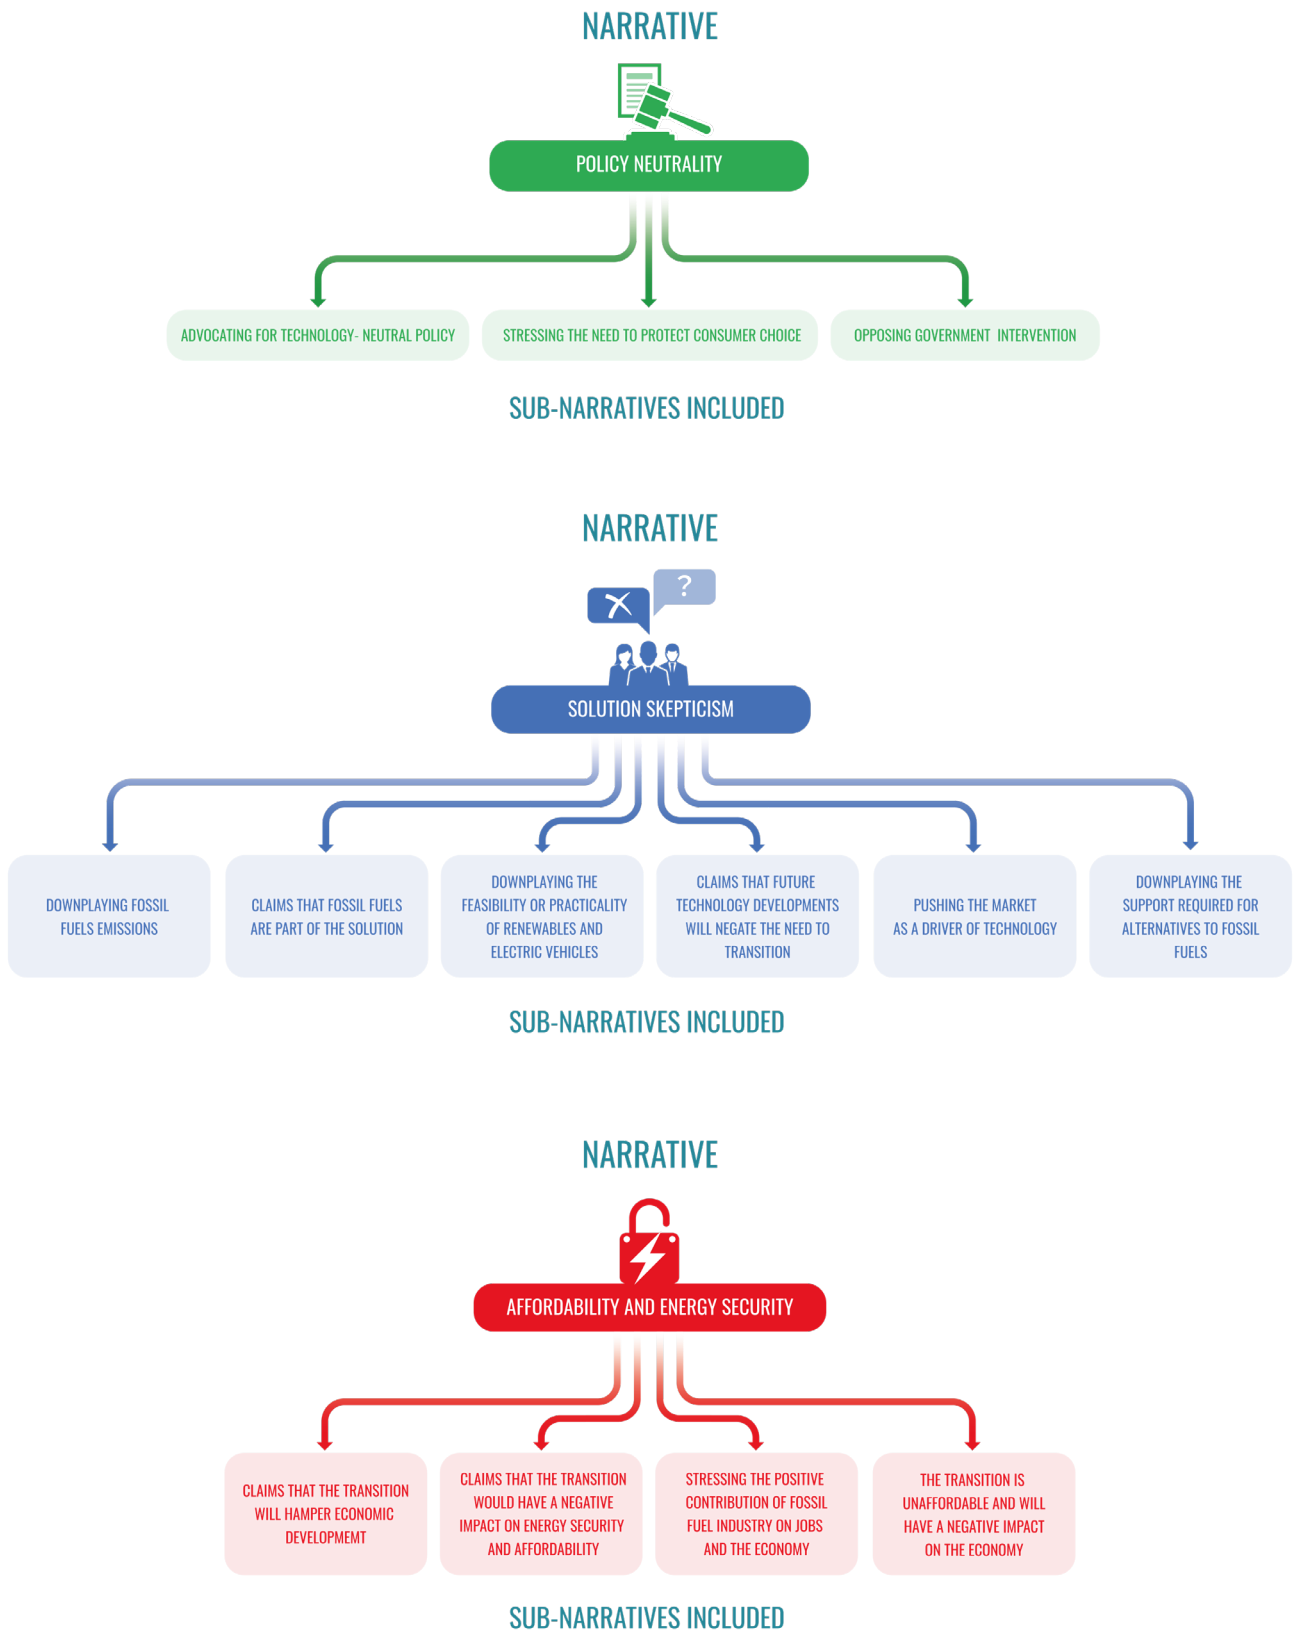 NARRATIVE
POLICY NEUTRALITY
ADVOCATING FOR TECHNOLOGY- NEUTRAL POLICY
STRESSING THE NEED TO PROTECT CONSUMER CHOICE
OPPOSING GOVERNMENT INTERVENTION
SUB-NARRATIVES INCLUDED
NARRATIVE
?
SOLUTION SKEPTICISM
DOWNPLAYING FOSSIL
FUELS EMISSIONS
CLAIMS THAT FOSSIL FUELS
ARE PART OF THE SOLUTION
DOWNPLAYING THE
FEASIBILITY OR PRACTICALITY
OF RENEWABLES AND
ELECTRIC VEHICLES
CLAIMS THAT FUTURE
TECHNOLOGY DEVELOPMENTS
WILL NEGATE THE NEED TO
TRANSITION
PUSHING THE MARKET
AS A DRIVER OF TECHNOLOGY
DOWNPLAYING THE
SUPPORT REQUIRED FOR
ALTERNATIVES TO FOSSIL
FUELS
SUB-NARRATIVES INCLUDED
NARRATIVE
AFFORDABILITY AND ENERGY SECURITY
CLAIMS THAT THE TRANSITION
WILL HAMPER ECONOMIC
DEVELOPMEMT
CLAIMS THAT THE TRANSITION
WOULD HAVE A NEGATIVE
IMPACT ON ENERGY SECURITY
AND AFFORDABILITY
STRESSING THE POSITIVE
CONTRIBUTION OF FOSSIL
FUEL INDUSTRY ON JOBS
AND THE ECONOMY
THE TRANSITION IS
UNAFFORDABLE AND WILL
HAVE A NEGATIVE IMPACT
ON THE ECONOMY
SUB-NARRATIVES INCLUDED